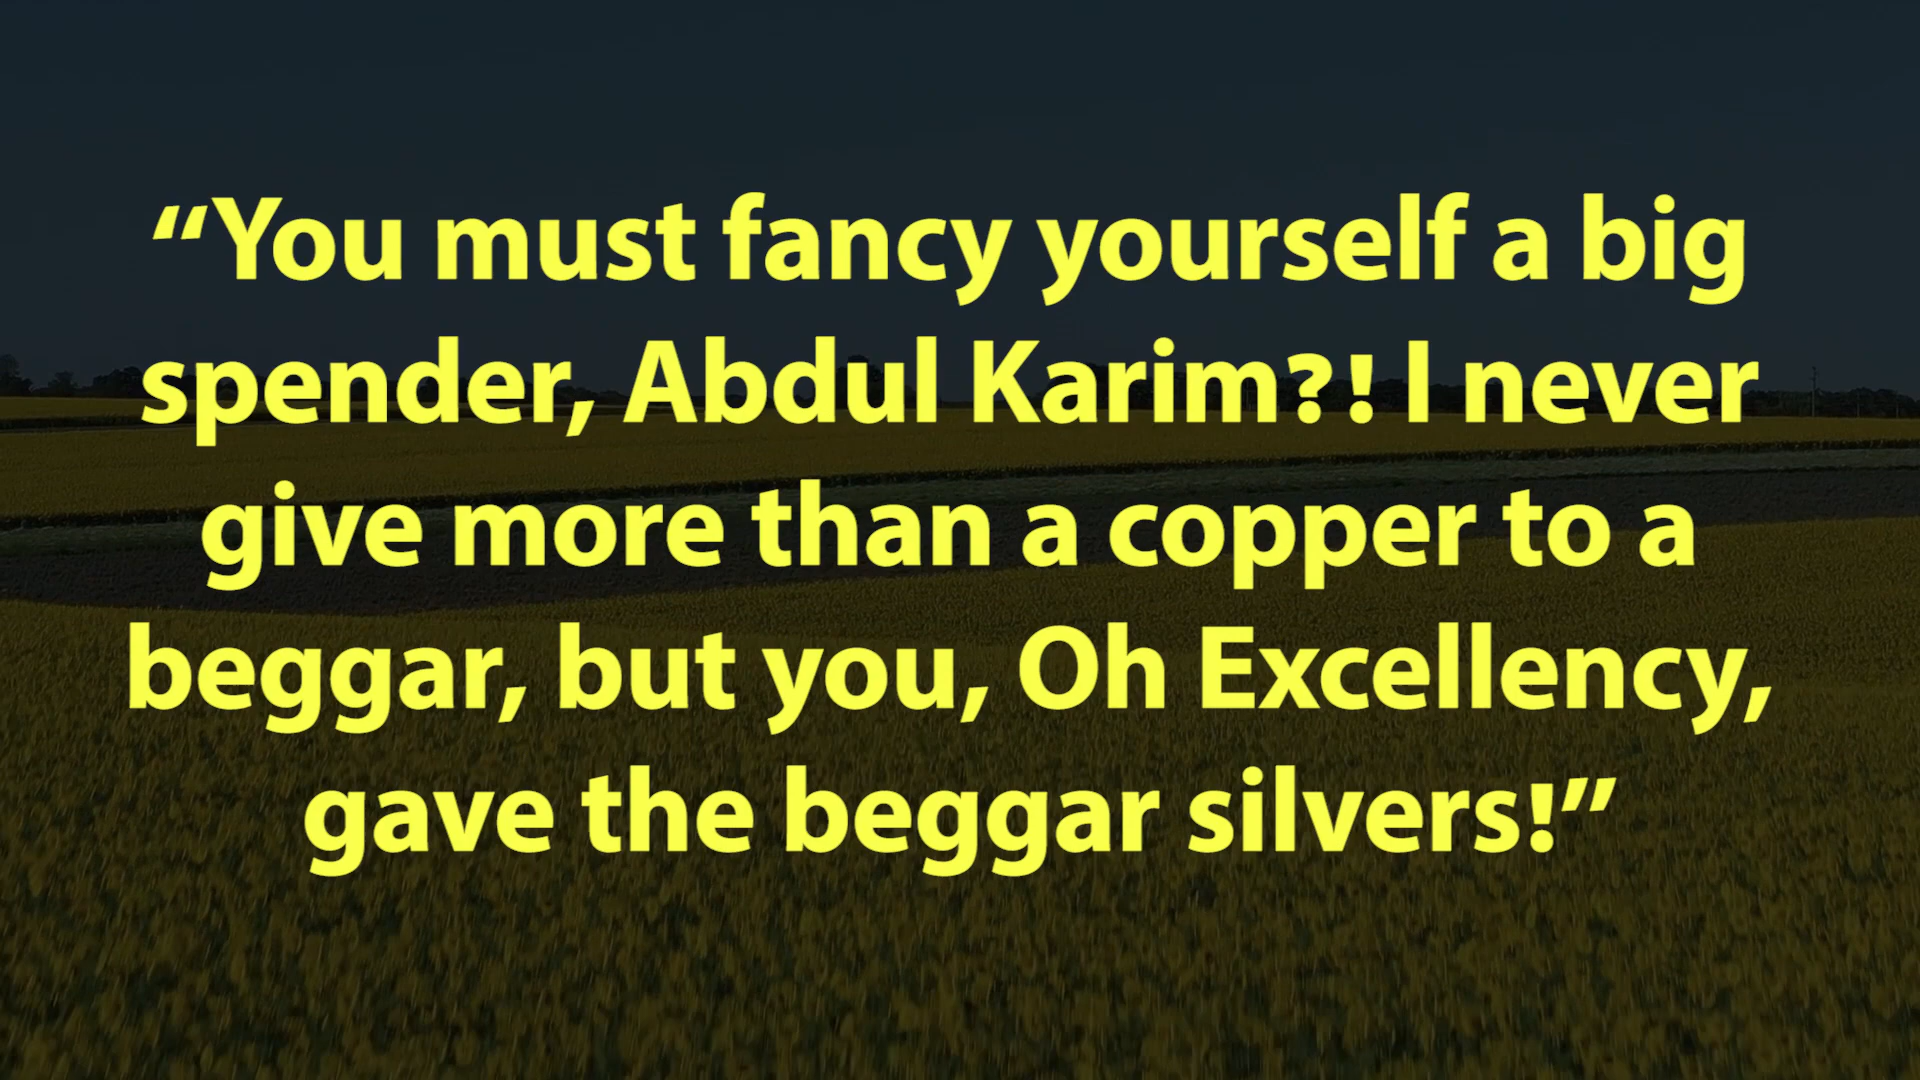 “You must fancy yourself a big
spender, Abdul Karim?! I never
give more than a copper to a
beggar, but you, Oh Excellency,
gave the beggar silvers!”